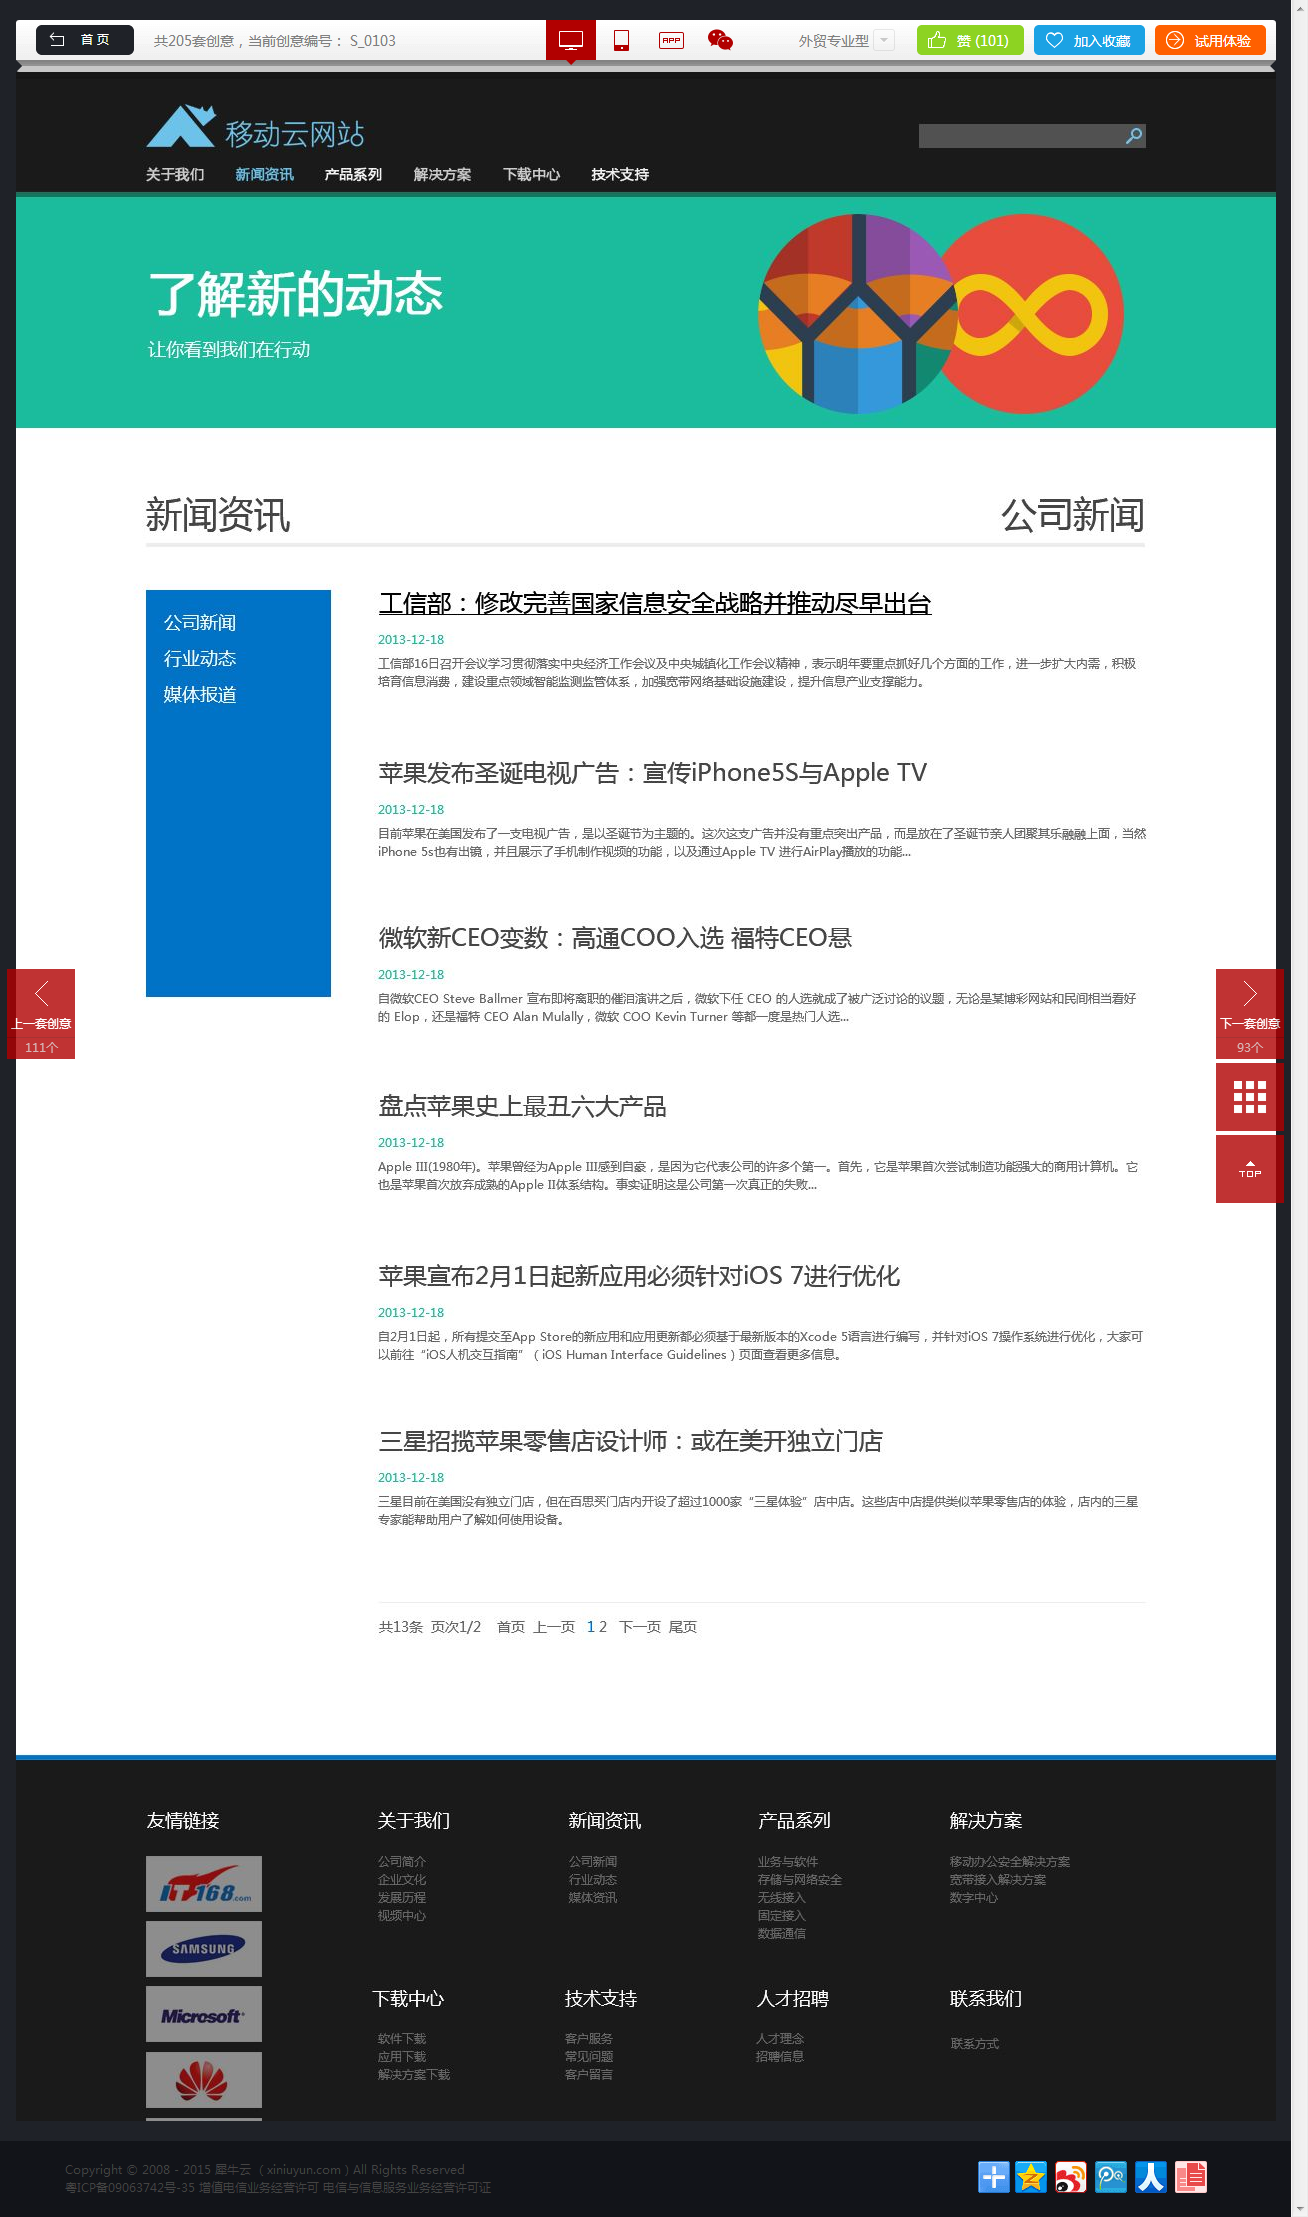 首 页
共205套创意，当前创意编号： S_0103
APP
外贸专业型
赞 (101)
加入收藏
试用体验
移动云网站
关于我们 新闻资讯 产品系列 解决方案 下载中心 技术支持
了解新的动态
让你看到我们在行动
新闻资讯 公司新闻
公司新闻
行业动态
媒体报道
工信部：修改完善国家信息安全战略并推动尽早出台
2013-12-18
工信部16日召开会议学习贯彻落实中央经济工作会议及中央城镇化工作会议精神，表示明年要重点抓好几个方面的工作，进一步扩大内需，积极
培育信息消费，建设重点领域智能监测监管体系，加强宽带网络基础设施建设，提升信息产业支撑能力。
苹果发布圣诞电视广告：宣传iPhone5S与Apple TV
2013-12-18
目前苹果在美国发布了一支电视广告，是以圣诞节为主题的。这次这支广告并没有重点突出产品，而是放在了圣诞节亲人团聚其乐融融上面，当然
iPhone 5s也有出镜，并且展示了手机制作视频的功能，以及通过Apple TV 进行AirPlay播放的功能...
微软新CEO变数：高通COO入选 福特CEO悬
2013-12-18
自微软CEO Steve Ballmer 宣布即将离职的催泪演讲之后，微软下任 CEO 的人选就成了被广泛讨论的议题，无论是某博彩网站和民间相当看好
的 Elop，还是福特 CEO Alan Mulally，微软 COO Kevin Turner 等都一度是热门人选...
上一套创意
111个
下一套创意
93个
TOP
盘点苹果史上最丑六大产品
2013-12-18
Apple III(1980年)。苹果曾经为Apple III感到自豪，是因为它代表公司的许多个第一。首先，它是苹果首次尝试制造功能强大的商用计算机。它
也是苹果首次放弃成熟的Apple II体系结构。事实证明这是公司第一次真正的失败...
苹果宣布2月1日起新应用必须针对iOS 7进行优化
2013-12-18
自2月1日起，所有提交至App Store的新应用和应用更新都必须基于最新版本的Xcode 5语言进行编写，并针对iOS 7操作系统进行优化，大家可
以前往“iOS人机交互指南”（iOS Human Interface Guidelines）页面查看更多信息。
三星招揽苹果零售店设计师：或在美开独立门店
2013-12-18
三星目前在美国没有独立门店，但在百思买门店内开设了超过1000家“三星体验”店中店。这些店中店提供类似苹果零售店的体验，店内的三星
专家能帮助用户了解如何使用设备。
共13条 页次1/2 首页 上一页 1 2 下一页 尾页
友情链接
IT168.com
SAMSUNG
Microsoft
关于我们
公司简介
企业文化
发展历程
视频中心
新闻资讯
公司新闻
行业动态
媒体资讯
产品系列
业务与软件
存储与网络安全
无线接入
固定接入
数据通信
解决方案
移动办公安全解决方案
宽带接入解决方案
数字中心
下载中心
软件下载
应用下载
解决方案下载
技术支持
客户服务
常见问题
客户留言
人才招聘
人才理念
招聘信息
联系我们
联系方式
Copyright © 2008 - 2015 犀牛云 （xiniuyun.com）All Rights Reserved
粤ICP备09063742号-35 增值电信业务经营许可 电信与信息服务业务经营许可证